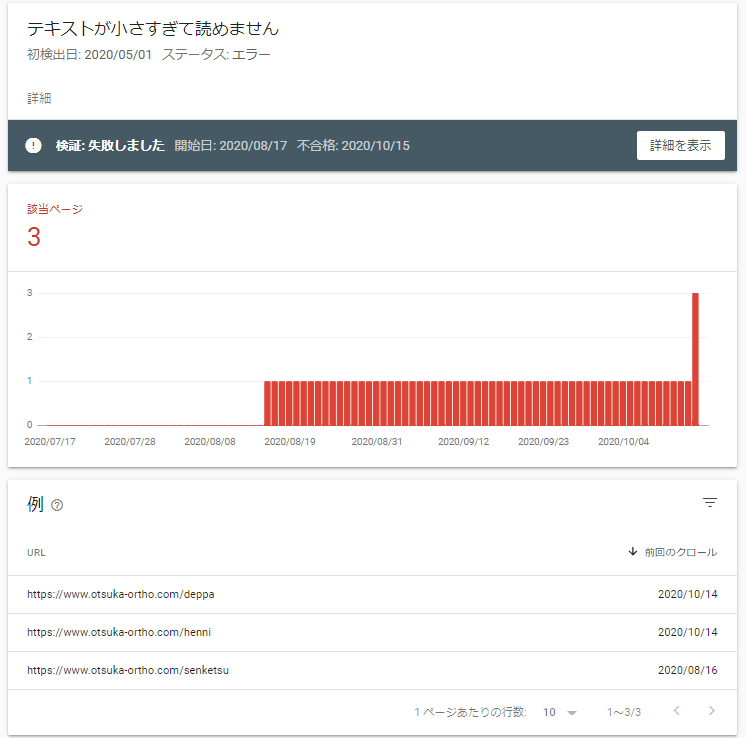 テキストが小さすぎて読めません
初検出日: 2020/05/01 ステータス: エラー
詳細
検証: 失敗しました 開始日: 2020/08/17 不合格: 2020/10/15 詳細を表示
該当ページ
3
3
2
1
0
2020/07/17 2020/07/28 2020/08/08 2020/08/19 2020/08/31 2020/09/12 2020/09/23 2020/10/04
例
URL 前回のクロール
https://www.otsuka-ortho.com/deppa 2020/10/14
https://www.otsuka-ortho.com/henni 2020/10/14
https://www.otsuka-ortho.com/senketsu 2020/08/16
1 ページあたりの行数: 10 1～3/3